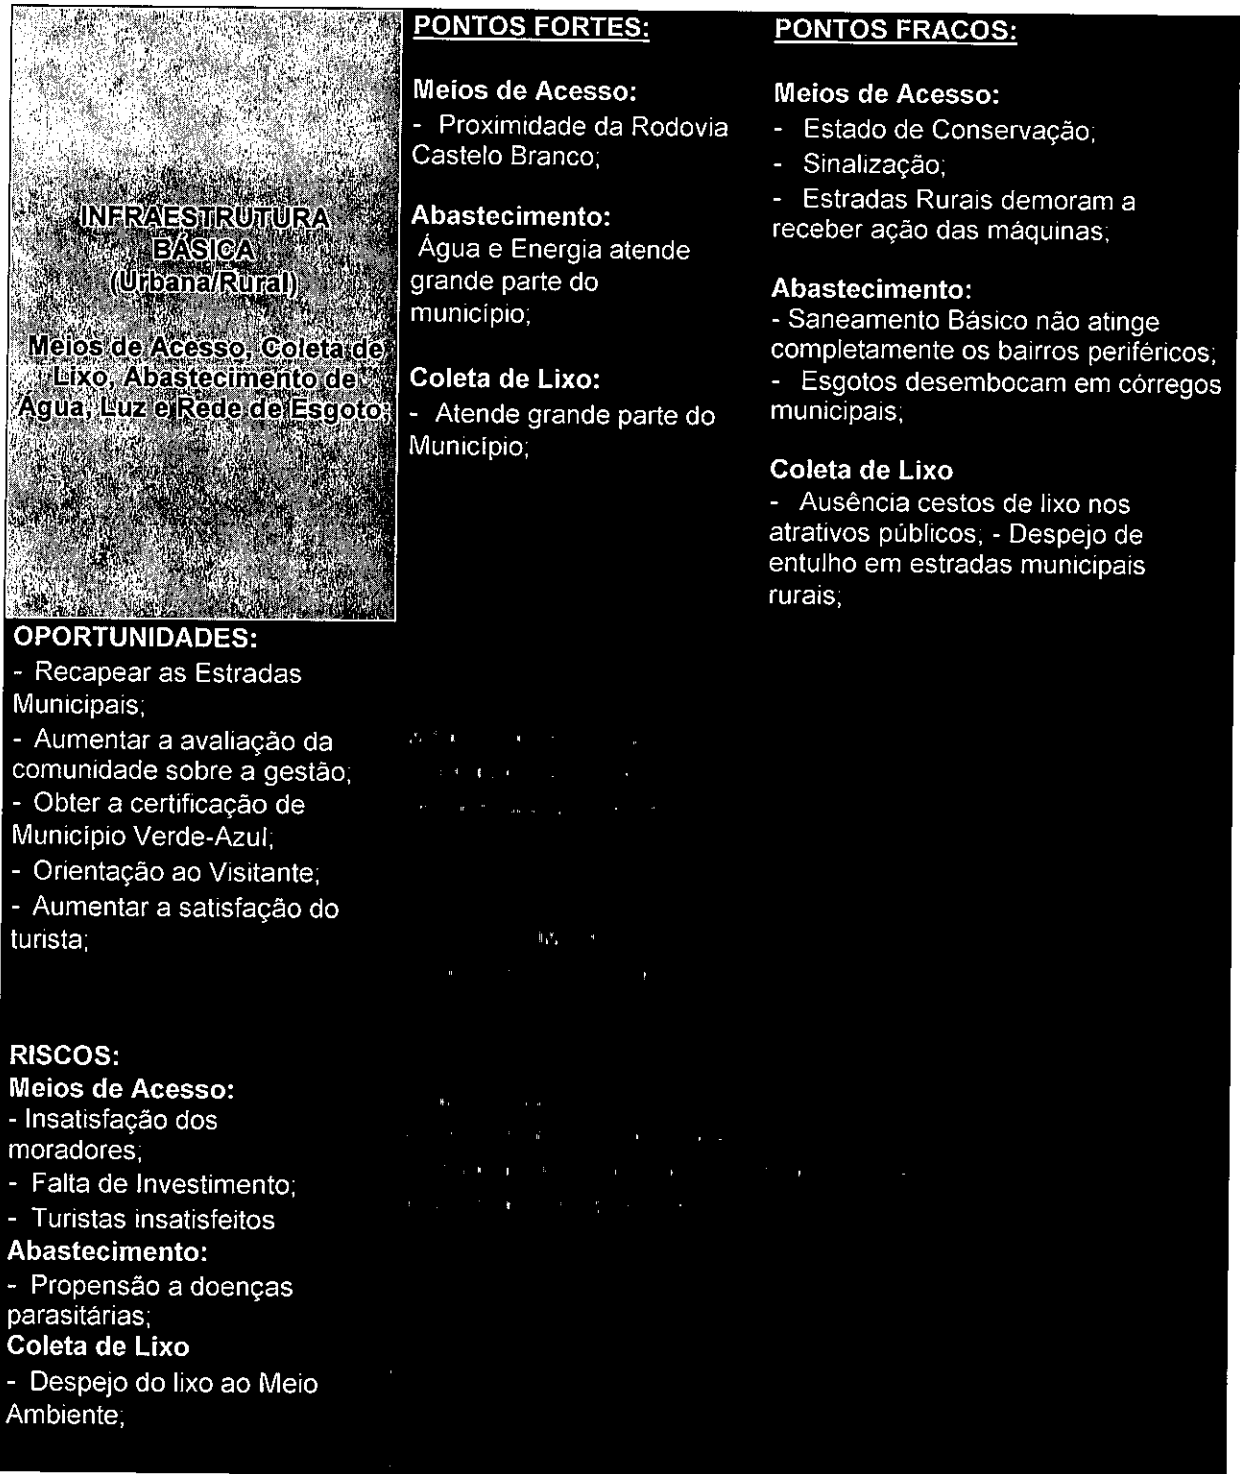 INFRAESTRUTURA
BÁSICA
(Urbana/Rural)
Meios de Acesso, Coleta de
Lixo, Abastecimento de
Água, Luz e Rede de Esgoto
PONTOS FORTES:
Meios de Acesso:
- Proximidade da Rodovia
Castelo Branco;
Abastecimento:
Água e Energia atende
grande parte do
município;
Coleta de Lixo:
- Atende grande parte do
Município;
PONTOS FRACOS:
Meios de Acesso:
- Estado de Conservação;
- Sinalização;
- Estradas Rurais demoram a
receber ação das máquinas;
Abastecimento:
- Saneamento Básico não atinge
completamente os bairros periféricos;
- Esgotos desembocam em córregos
municipais;
Coleta de Lixo
- Ausência cestos de lixo nos
atrativos públicos; - Despejo de
entulho em estradas municipais
rurais;
OPORTUNIDADES:
- Recapear as Estradas
Municipais;
- Aumentar a avaliação da
comunidade sobre a gestão;
- Obter a certificação de
Município Verde-Azul;
- Orientação ao Visitante;
- Aumentar a satisfação do
turista;
RISCOS:
Meios de Acesso:
- Insatisfação dos
moradores;
- Falta de Investimento;
- Turistas insatisfeitos
Abastecimento:
- Propensão a doenças
parasitárias;
Coleta de Lixo
- Despejo do lixo ao Meio
Ambiente;